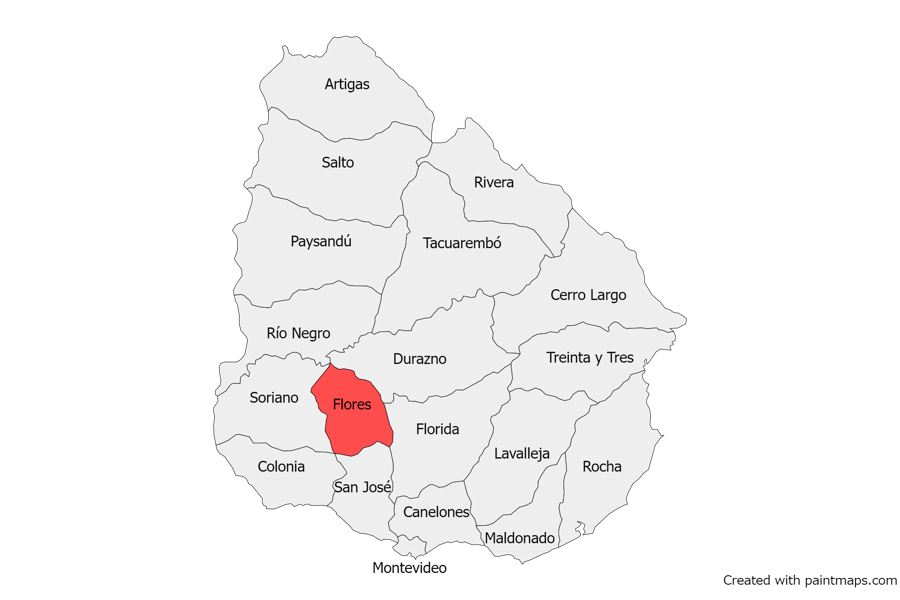 Artigas
Salto
Rivera
Paysandú
Tacuarembó
Cerro Largo
Río Negro
Durazno
Treinta y Tres
Soriano
Flores
Florida
Lavalleja
Colonia
Rocha
San José
Canelones
Maldonado
Montevideo
Created with paintmaps.com